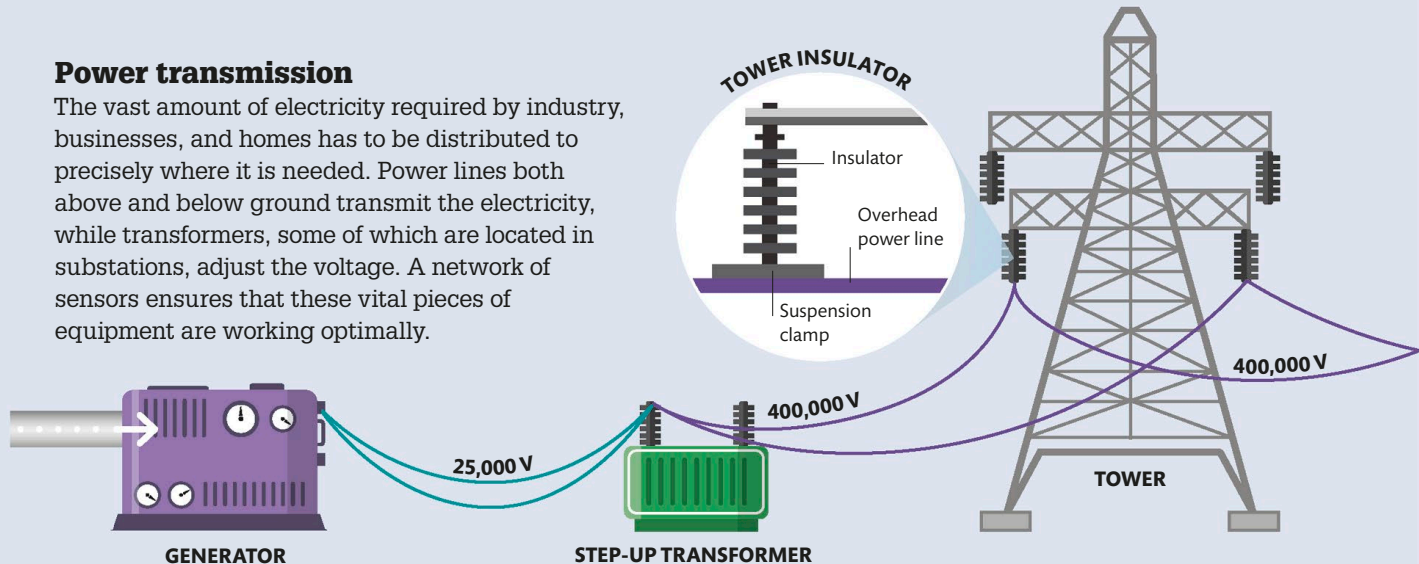 Power transmission
The vast amount of electricity required by industry,
businesses, and homes has to be distributed to
precisely where it is needed. Power lines both
above and below ground transmit the electricity,
while transformers, some of which are located in
substations, adjust the voltage. A network of
sensors ensures that these vital pieces of
equipment are working optimally.
TOWER INSULATOR
Insulator
Overhead
power line
Suspension
clamp
25,000 V
400,000 V
400,000 V
GENERATOR
STEP-UP TRANSFORMER
TOWER